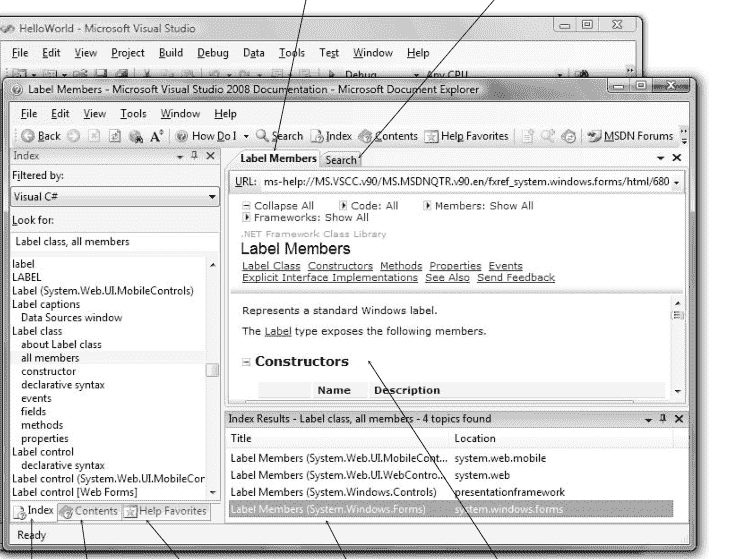 HelloWorld - Microsoft Visual Studio
File Edit View Project Build Debug Data Tools Test Window Help
Debug Any CPU
Label Members - Microsoft Visual Studio 2008 Documentation - Microsoft Document Explorer
File Edit View Tools Window Help
Back How Do I Search Index Contents Help Favorites MSDN Forums
Index
Filtered by:
Visual C#
Look for:
Label class, all members
label
LABEL
Label (System.Web.UI.MobileControls)
Label captions
Data Sources window
Label class
about Label class
all members
constructor
declarative syntax
events
fields
methods
properties
Label control
declarative syntax
Label control (System.Web.UI.MobileCor
Label control [Web Forms]
Index Contents Help Favorites
Label Members Search
URL: ms-help://MS.VSCC.v90/MS.MSDNQTR.v90.en/fxref_system.windows.forms/html/680
Collapse All Code: All Members: Show All
Frameworks: Show All
.NET Framework Class Library
Label Members
Label Class Constructors Methods Properties Events
Explicit Interface Implementations See Also Send Feedback
Represents a standard Windows label.
The Label type exposes the following members.
Constructors
Name Description
Index Results - Label class, all members - 4 topics found
Title Location
Label Members (System.Web.UI.MobileCont... system.web.mobile
Label Members (System.Web.UI.WebContro... system.web
Label Members (System.Windows.Controls) presentationframework
Label Members (System.Windows.Forms) system.windows.forms
Ready